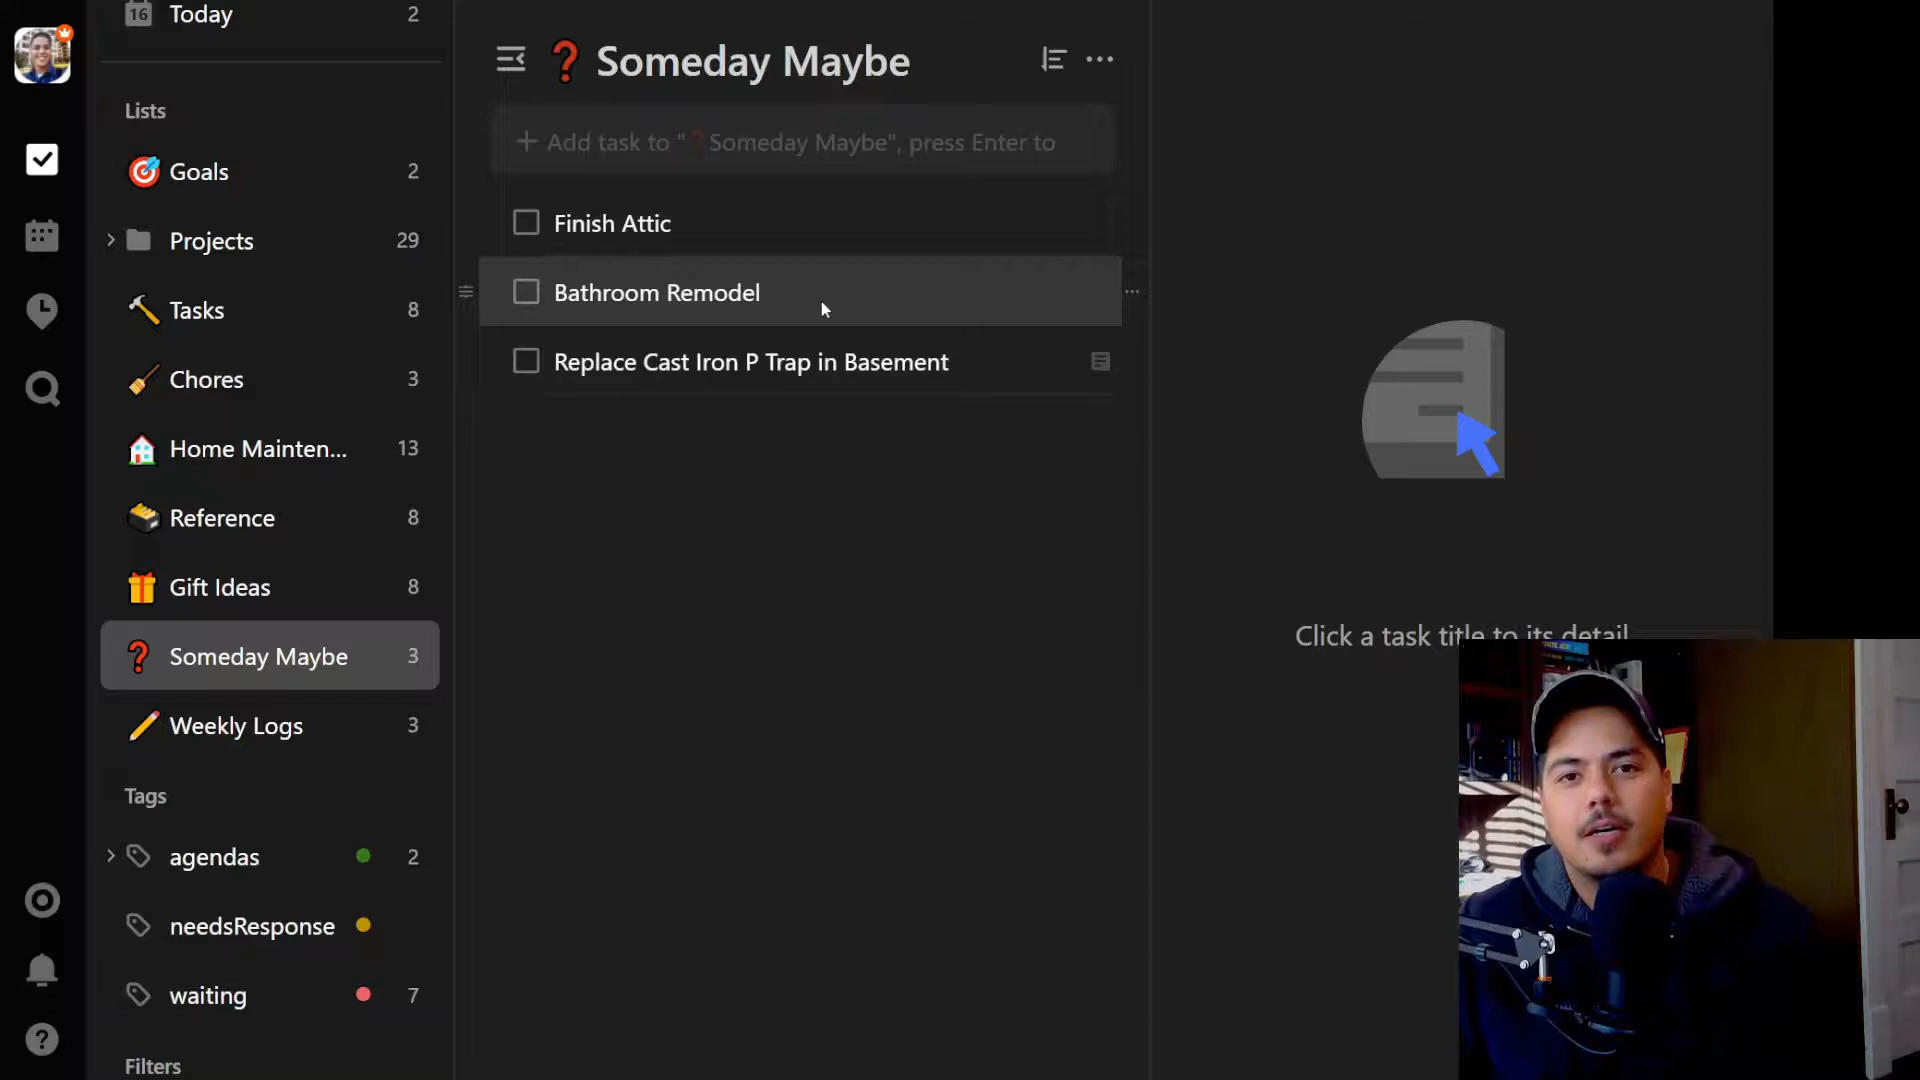 16 Today 2
Lists
Goals 2
Projects 29
Tasks 8
Chores 3
Home Mainten... 13
Reference 8
Gift Ideas 8
Someday Maybe 3
Weekly Logs 3
Tags
agendas 2
needsResponse
waiting 7
Filters
Someday Maybe
Add task to "❓Someday Maybe", press Enter to
Finish Attic
Bathroom Remodel
Replace Cast Iron P Trap in Basement
Click a task title to its detail